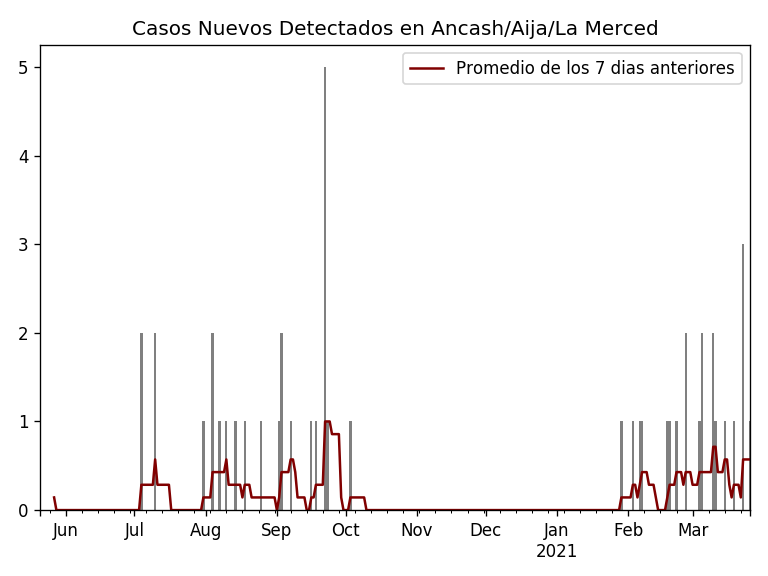 Casos Nuevos Detectados en Ancash/Aija/La Merced
Promedio de los 7 dias anteriores
5
4
3
2
1
0
Jun Jul Aug Sep Oct Nov Dec Jan Feb Mar
2021